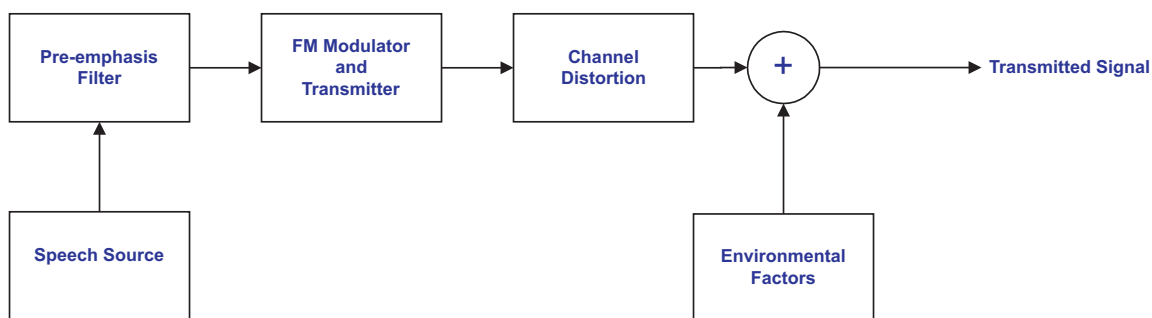 Pre-emphasis
Filter
FM Modulator
and
Transmitter
Channel
Distortion
+
Transmitted Signal
Speech Source
Environmental
Factors